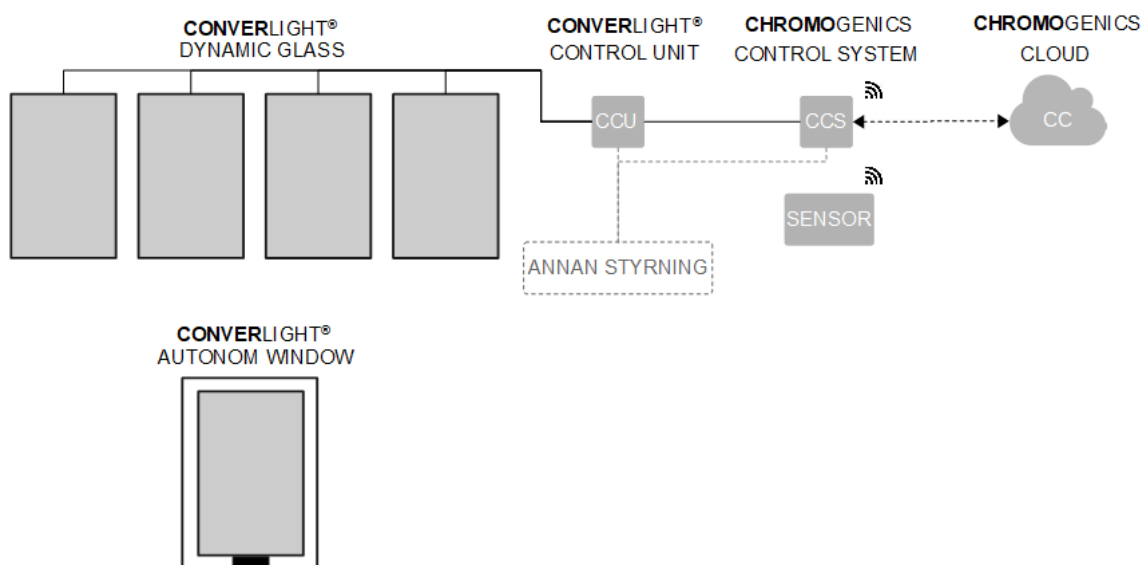 CONVERLIGHT®
DYNAMIC GLASS
CONVERLIGHT®
CONTROL UNIT
CHROMOGENICS
CONTROL SYSTEM
CHROMOGENICS
CLOUD
CCU
CCS
CC
SENSOR
ANNAN STYRNING
CONVERLIGHT®
AUTONOM WINDOW